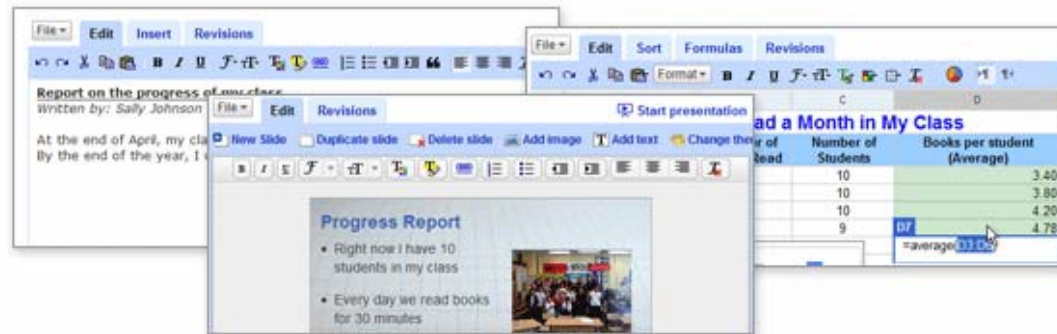 File Edit Insert Revisions
B I U
Report on the progress of my class
Written by: Sally Johnson
At the end of April, my cla
By the end of the year, I
File Edit Revisions
Start presentation
New Slide Duplicate slide Delete slide Add image T Add text Change the
B I U
Progress Report
• Right now I have 10
students in my class
• Every day we read books
for 30 minutes
File Edit Sort Formulas Revisions
Format B I U
C D
ad a Month in My Class
r of Number of Books per student
Read Students (Average)
10 3.40
10 3.80
10 4.20
9 4.78
D7
=average(D3:D6)